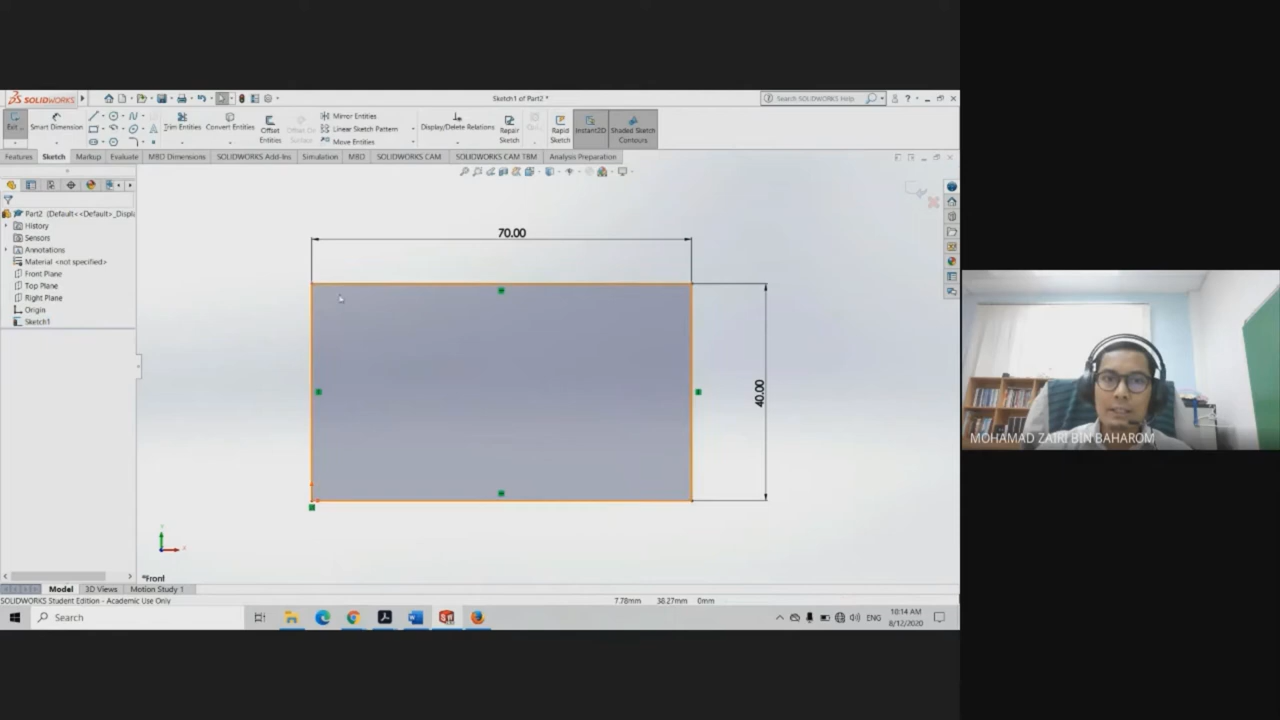 SOLIDWORKS
Sketch1 of Part2 *
Search SOLIDWORKS Help
Exit...
Smart Dimension
Trim Entities
Convert Entities
Offset Entities
Mirror Entities
Linear Sketch Pattern
Move Entities
Display/Delete Relations
Repair Sketch
Rapid Sketch
Instant2D
Shaded Sketch Contours
Features
Sketch
Markup
Evaluate
MBD Dimensions
SOLIDWORKS Add-Ins
Simulation
MBD
SOLIDWORKS CAM
SOLIDWORKS CAM TBM
Analysis Preparation
Part2 (Default<<Default>_Displa
History
Sensors
Annotations
Material <not specified>
Front Plane
Top Plane
Right Plane
Origin
Sketch1
70.00
40.00
*Front
Model
3D Views
Motion Study 1
SOLIDWORKS Student Edition - Academic Use Only
7.78mm
38.27mm
0mm
Search
ENG
10:14 AM
8/12/2020
MOHAMAD ZAIRI BIN BAHAROM